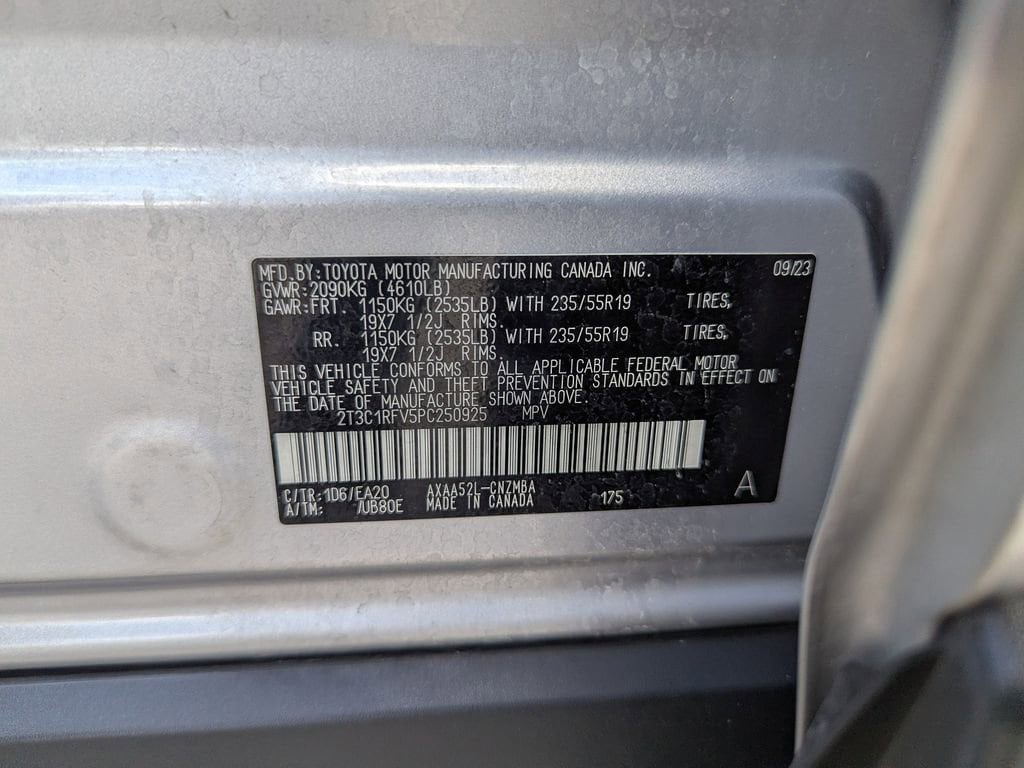 MFD.BY:TOYOTA MOTOR MANUFACTURING CANADA INC. 09/23
GVWR:2090KG (4610LB)
GAWR:FRT. 1150KG (2535LB) WITH 235/55R19 TIRES,
19X7 1/2J RIMS.
RR. 1150KG (2535LB) WITH 235/55R19 TIRES,
19X7 1/2J RIMS.
THIS VEHICLE CONFORMS TO ALL APPLICABLE FEDERAL MOTOR
VEHICLE SAFETY AND THEFT PREVENTION STANDARDS IN EFFECT ON
THE DATE OF MANUFACTURE SHOWN ABOVE.
2T3C1RFV5PC250925 MPV
C/TR:1D6/EA20 AXAA52L-CNZMBA 175 A
A/TM: /UB80E MADE IN CANADA